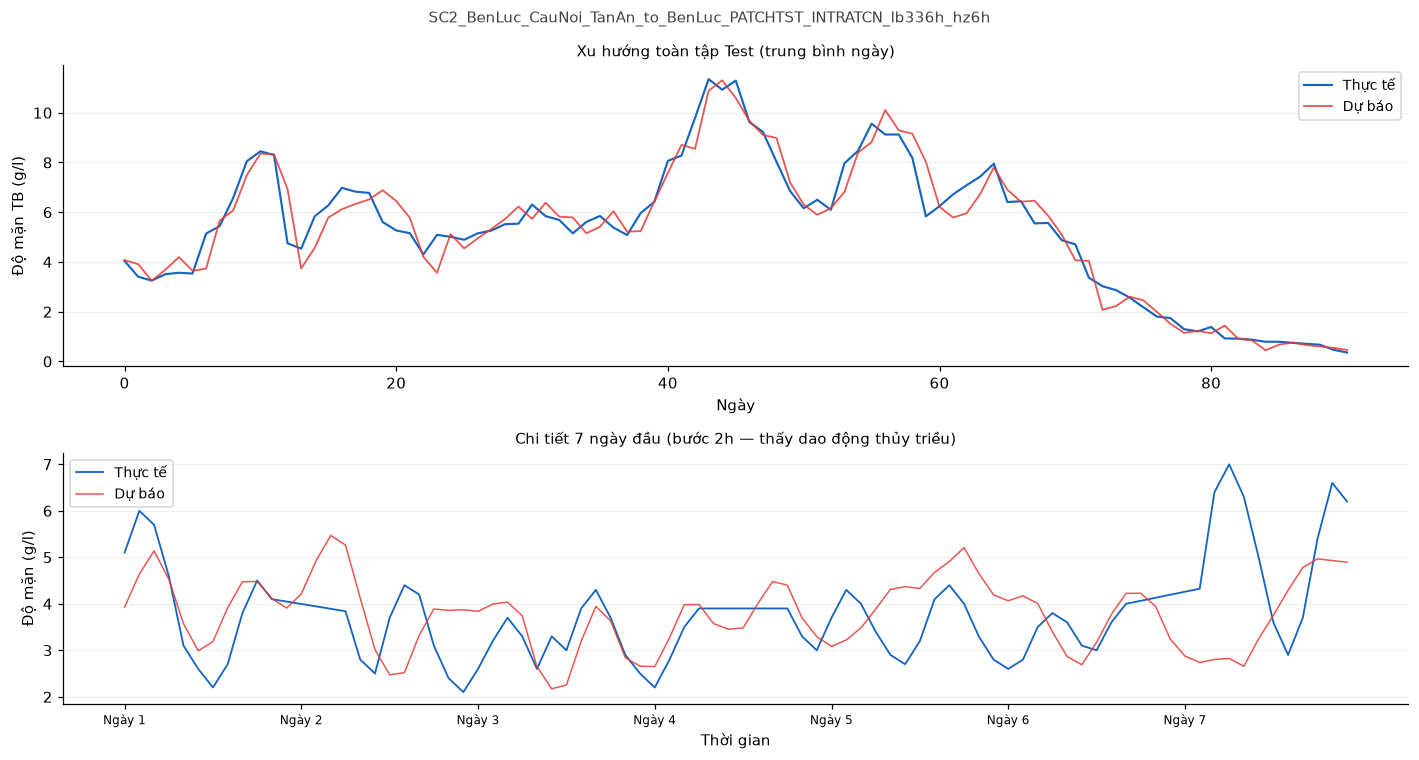 SC2_BenLuc_CauNoi_TanAn_to_BenLuc_PATCHTST_INTRATCN_lb336h_hz6h
Xu hướng toàn tập Test (trung bình ngày)
Thực tế
Dự báo
Độ mặn TB (g/l)
10
8
6
4
2
0
0 20 40 60 80
Ngày
Chi tiết 7 ngày đầu (bước 2h — thấy dao động thủy triều)
Thực tế
Dự báo
Độ mặn (g/l)
7
6
5
4
3
2
Ngày 1 Ngày 2 Ngày 3 Ngày 4 Ngày 5 Ngày 6 Ngày 7
Thời gian